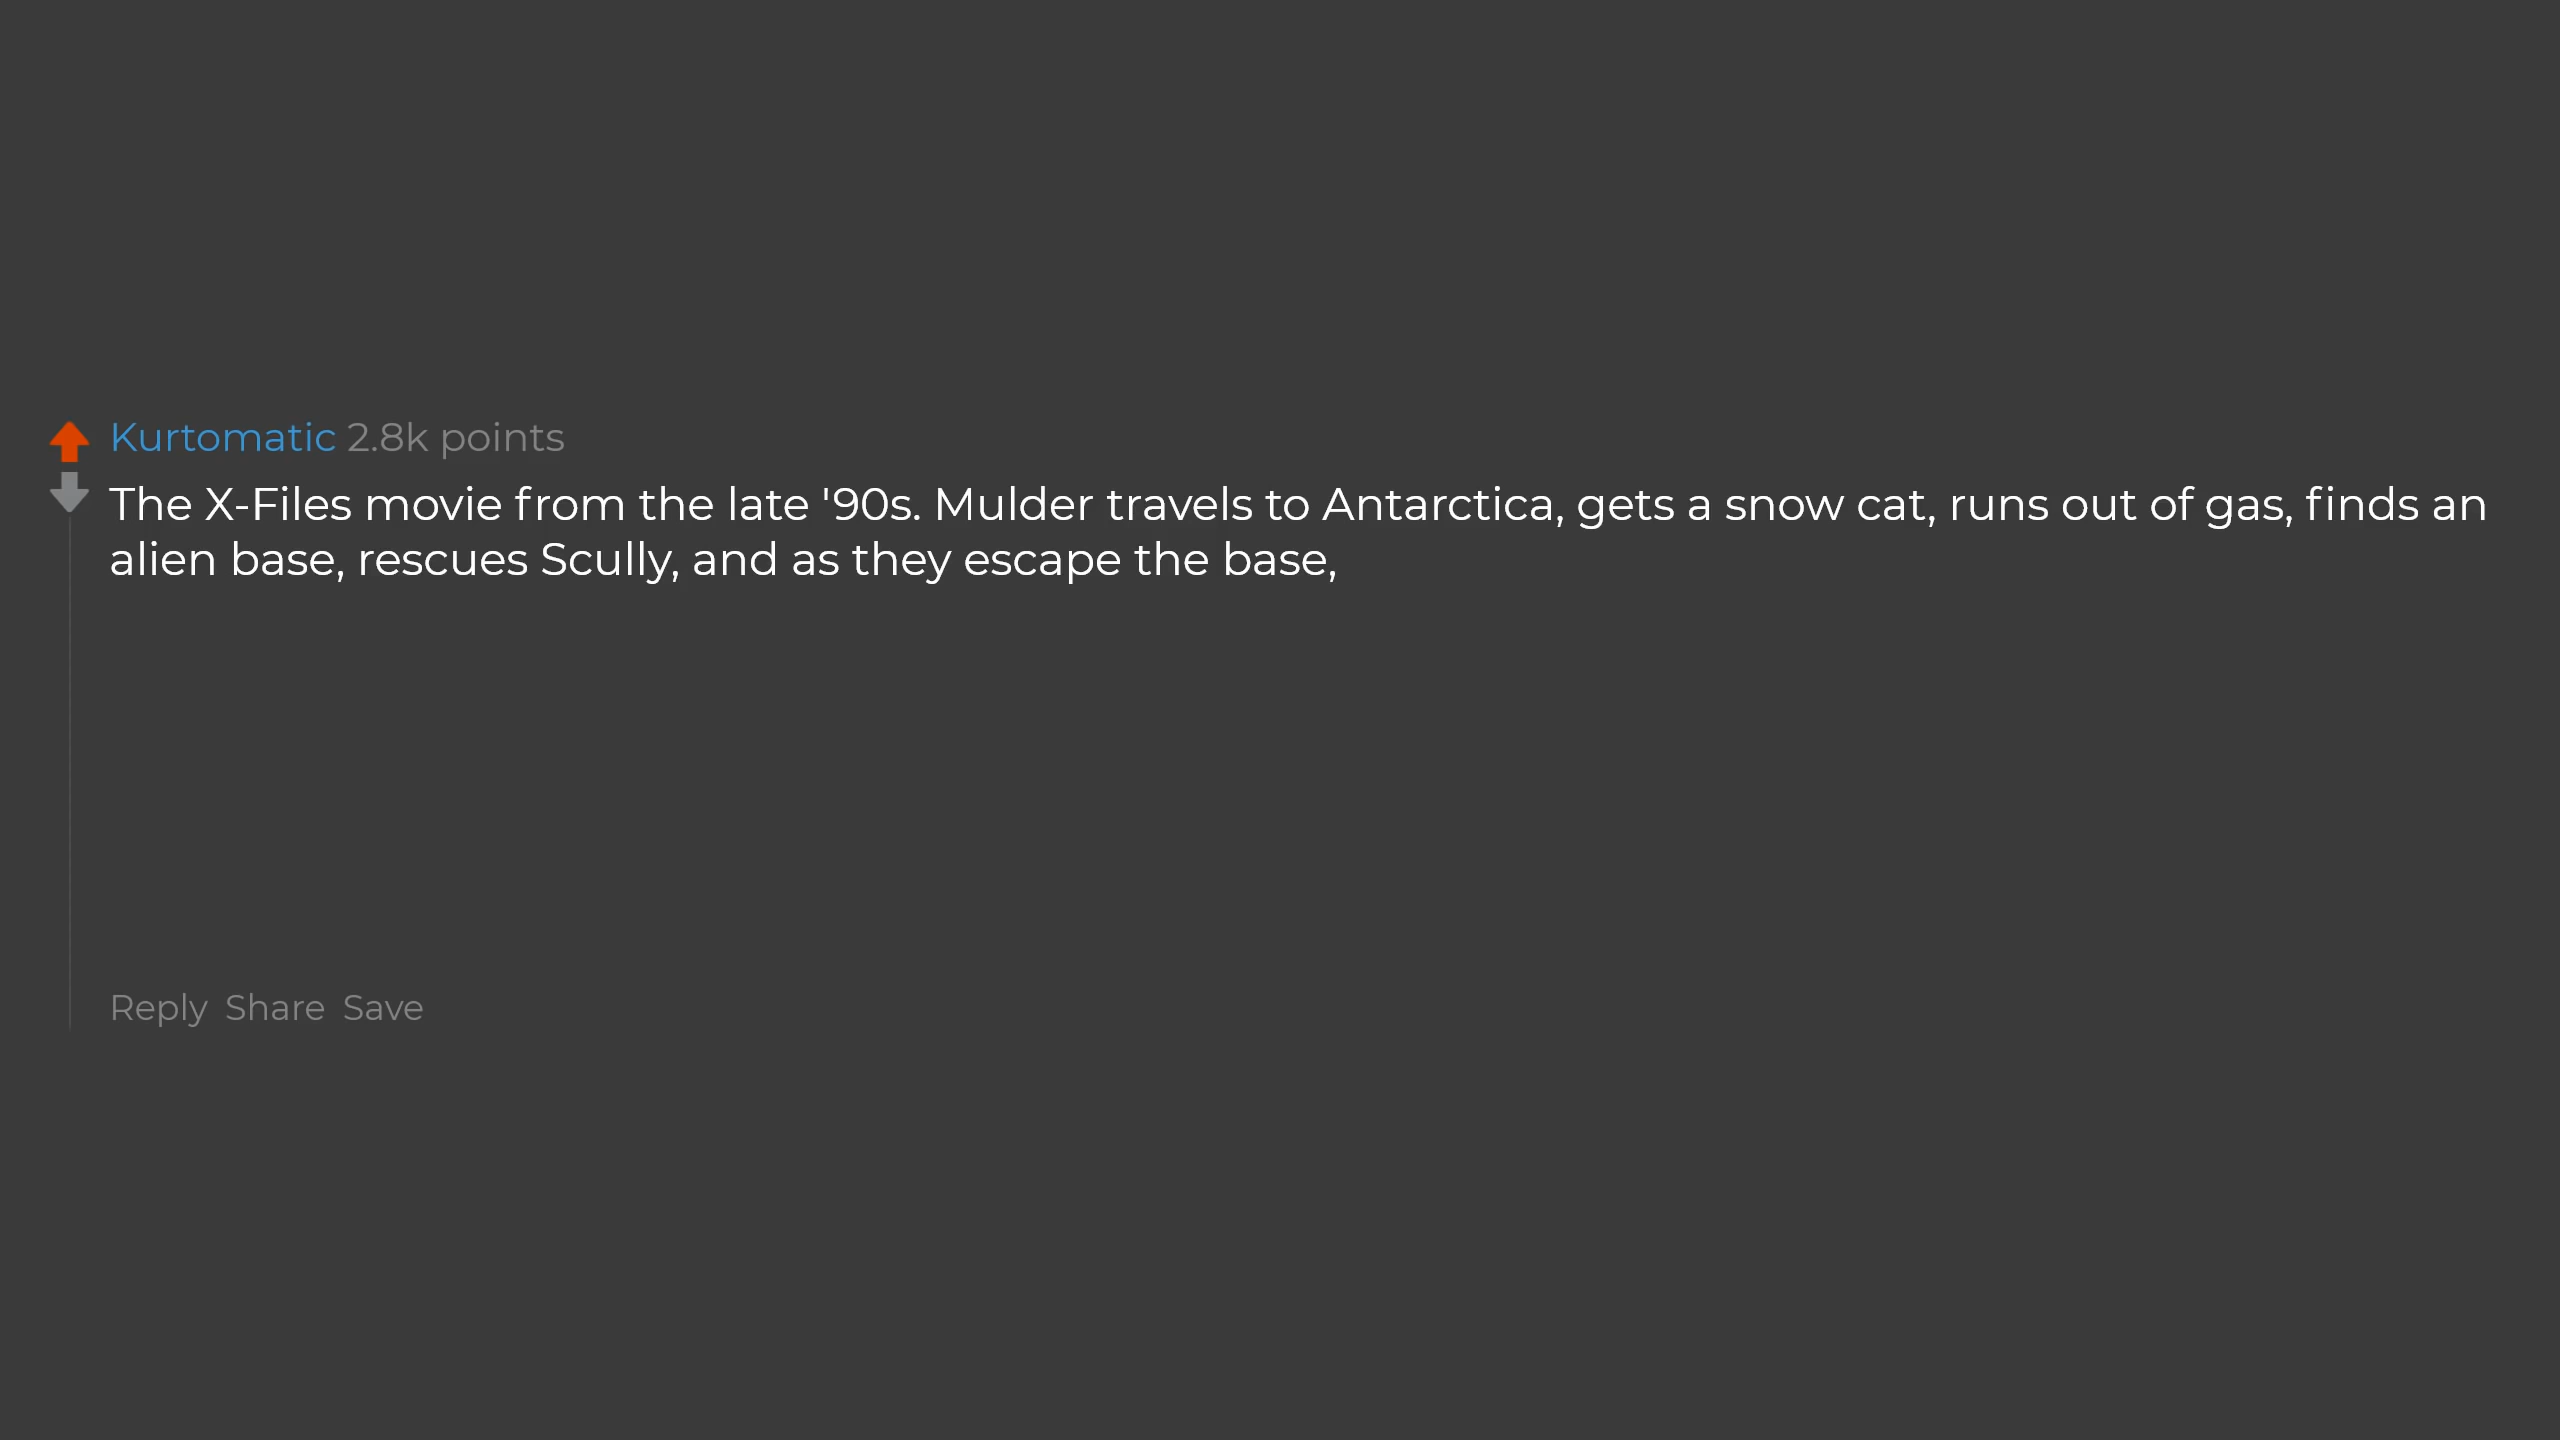 Kurtomatic 2.8k points
The X-Files movie from the late '90s. Mulder travels to Antarctica, gets a snow cat, runs out of gas, finds an
alien base, rescues Scully, and as they escape the base,
Reply Share Save